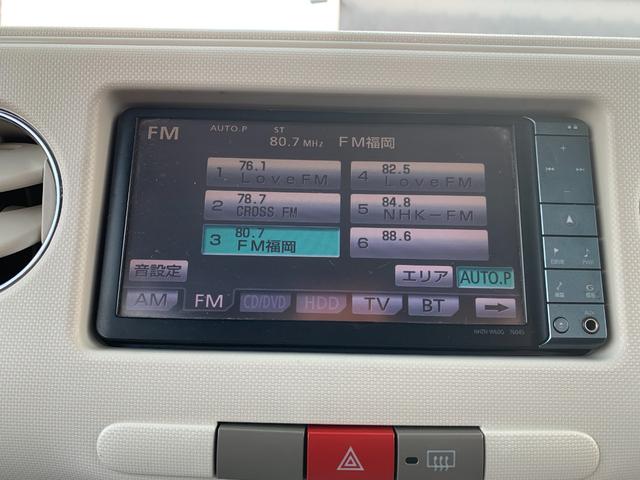 FM AUTO.P ST 80.7 MHz FM福岡
1 76.1 LoveFM
4 82.5 LoveFM
2 78.7 CROSS FM
5 84.8 NHK-FM
3 80.7 FM福岡
6 88.6
音設定 エリア AUTO.P
AM FM CD/DVD HDD TV BT